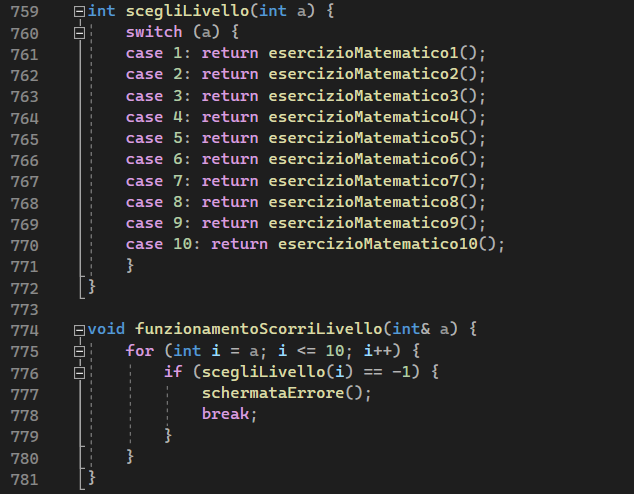 759 int scegliLivello(int a) {
760 switch (a) {
761 case 1: return esercizioMatematico1();
762 case 2: return esercizioMatematico2();
763 case 3: return esercizioMatematico3();
764 case 4: return esercizioMatematico4();
765 case 5: return esercizioMatematico5();
766 case 6: return esercizioMatematico6();
767 case 7: return esercizioMatematico7();
768 case 8: return esercizioMatematico8();
769 case 9: return esercizioMatematico9();
770 case 10: return esercizioMatematico10();
771 }
772 }
773
774 void funzionamentoScorriLivello(int& a) {
775 for (int i = a; i <= 10; i++) {
776 if (scegliLivello(i) == -1) {
777 schermataErrore();
778 break;
779 }
780 }
781 }